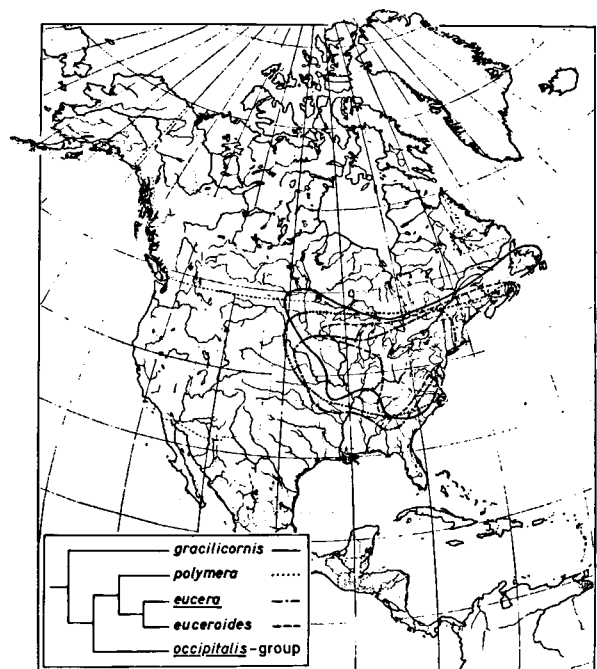 gracilicornis
polymera
eucera
euceroides
occipitalis-group